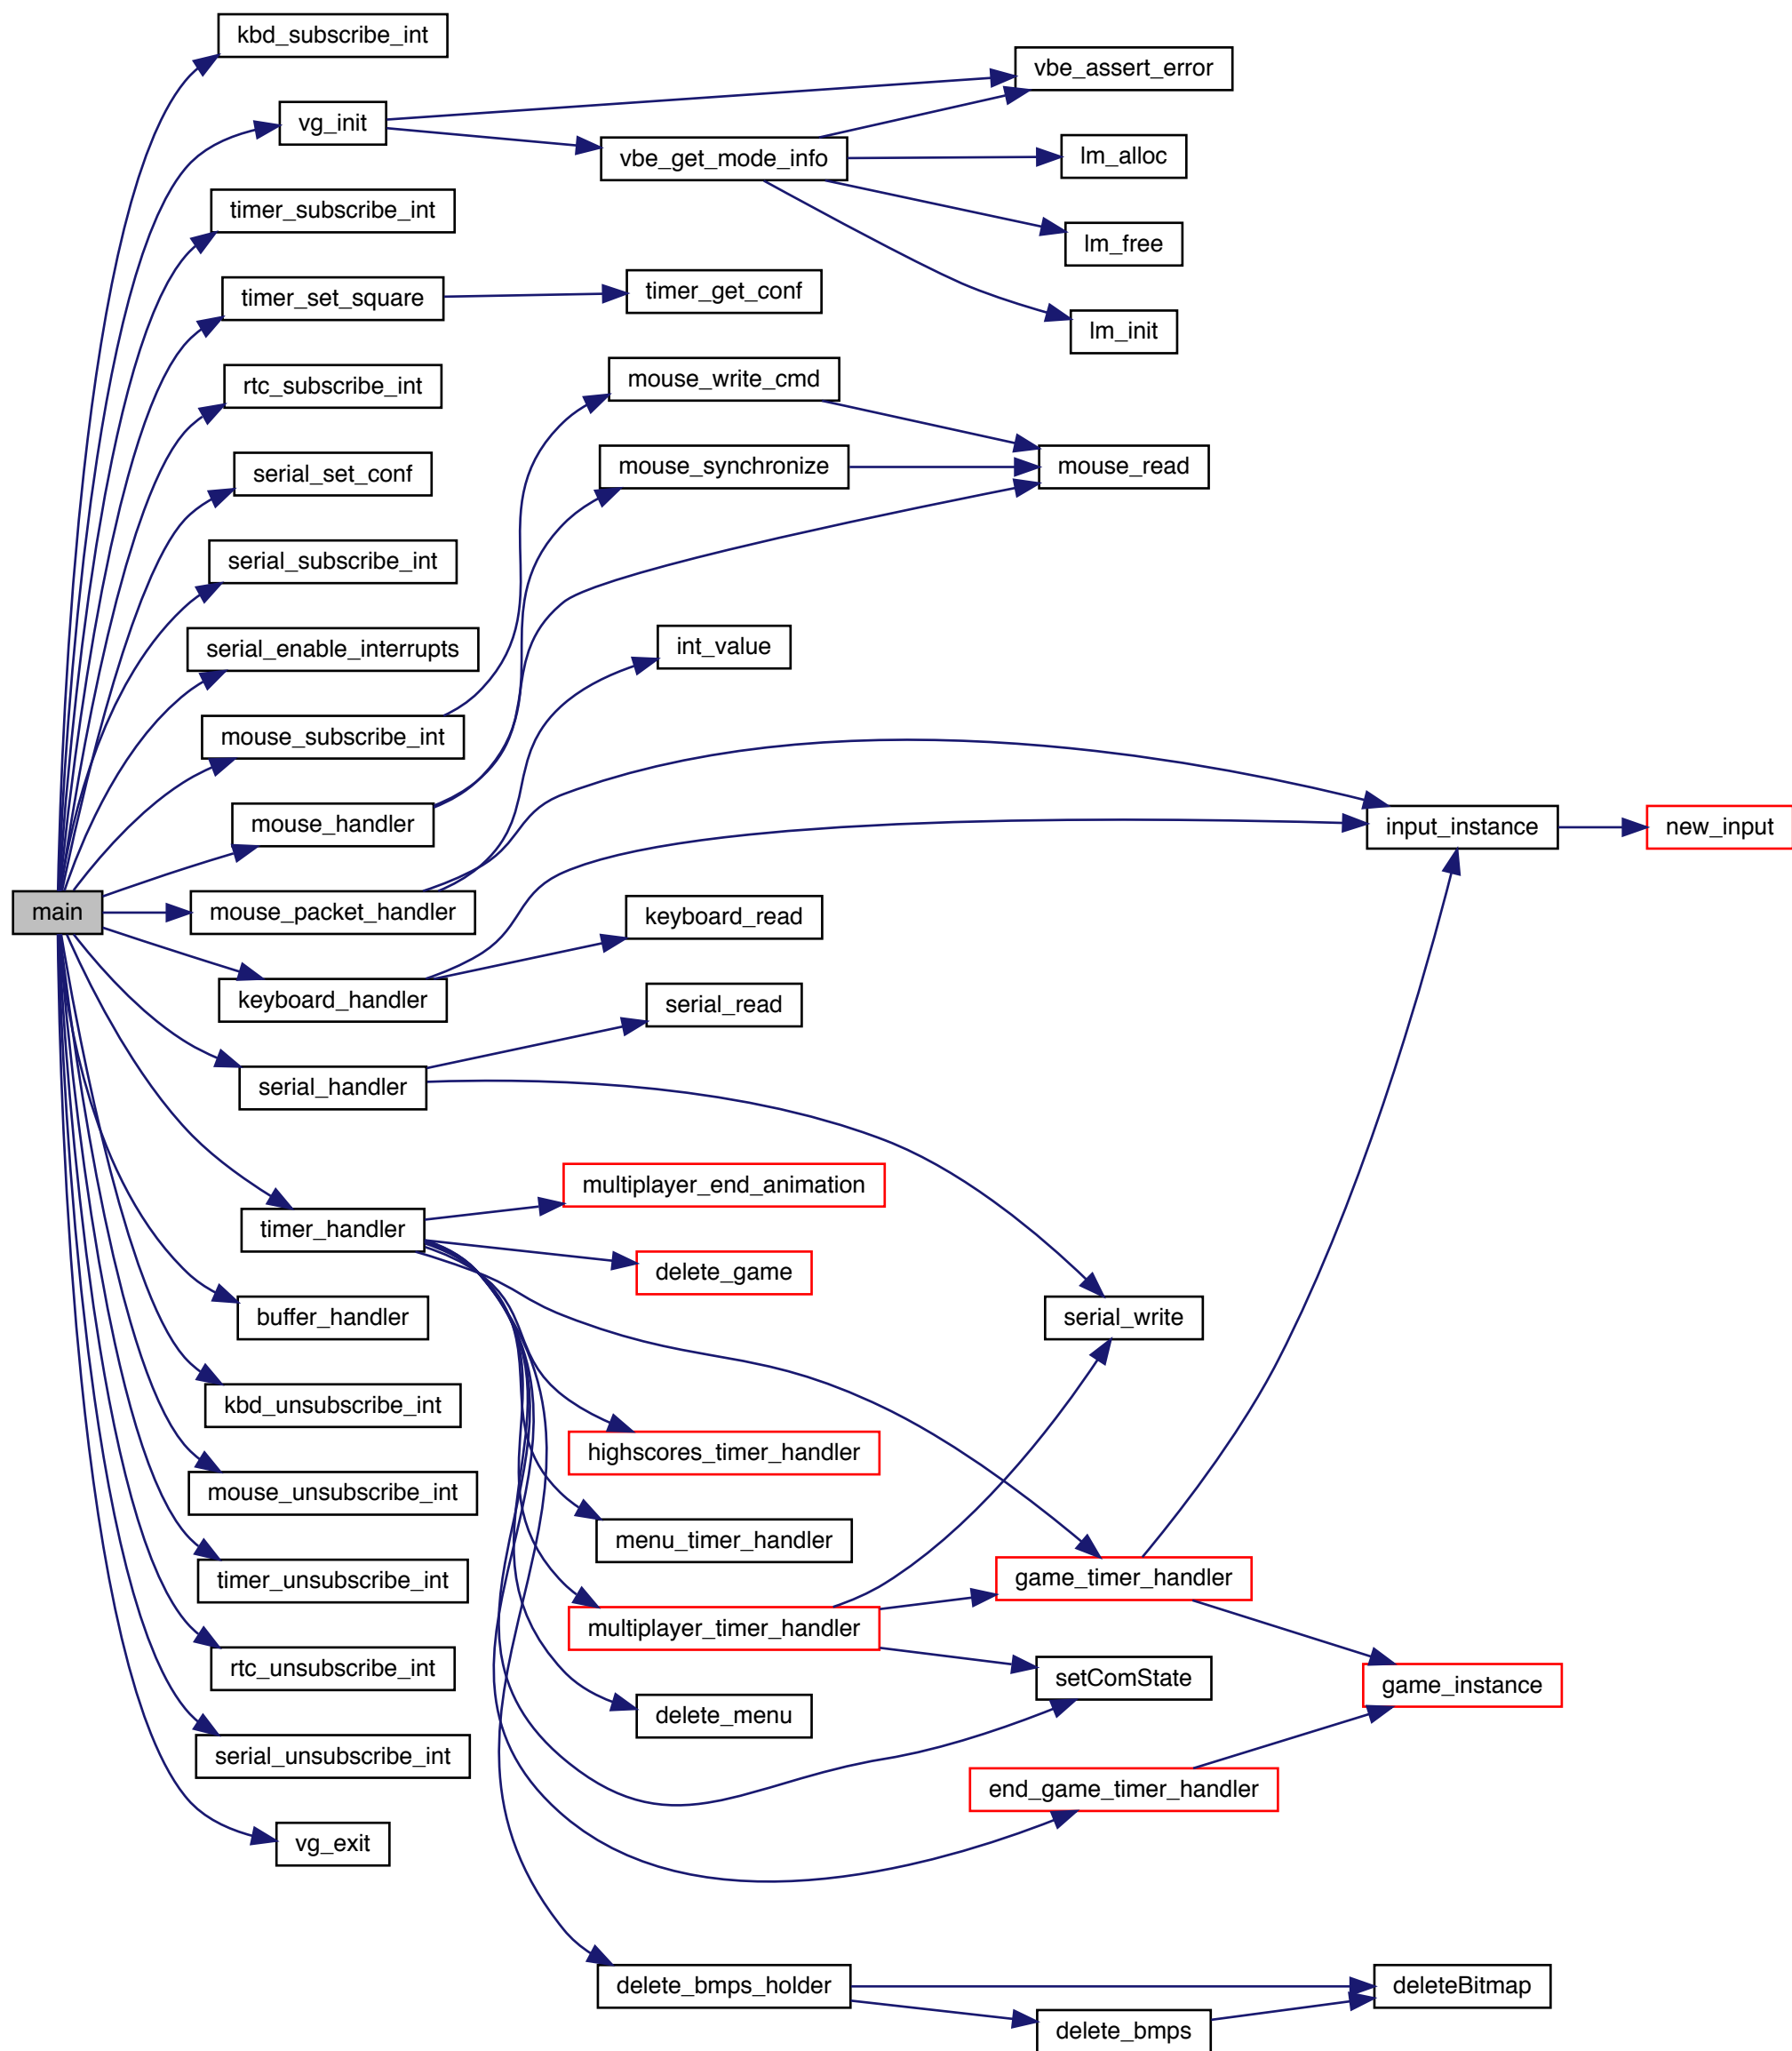 kbd_subscribe_int
vbe_assert_error
vg_init
vbe_get_mode_info
lm_alloc
timer_subscribe_int
lm_free
timer_set_square
timer_get_conf
lm_init
rtc_subscribe_int
mouse_write_cmd
serial_set_conf
mouse_synchronize
mouse_read
serial_subscribe_int
serial_enable_interrupts
int_value
mouse_subscribe_int
mouse_handler
input_instance
new_input
main
mouse_packet_handler
keyboard_read
keyboard_handler
serial_read
serial_handler
multiplayer_end_animation
timer_handler
delete_game
buffer_handler
serial_write
kbd_unsubscribe_int
highscores_timer_handler
mouse_unsubscribe_int
menu_timer_handler
timer_unsubscribe_int
game_timer_handler
multiplayer_timer_handler
rtc_unsubscribe_int
setComState
game_instance
delete_menu
serial_unsubscribe_int
end_game_timer_handler
vg_exit
delete_bmps_holder
deleteBitmap
delete_bmps